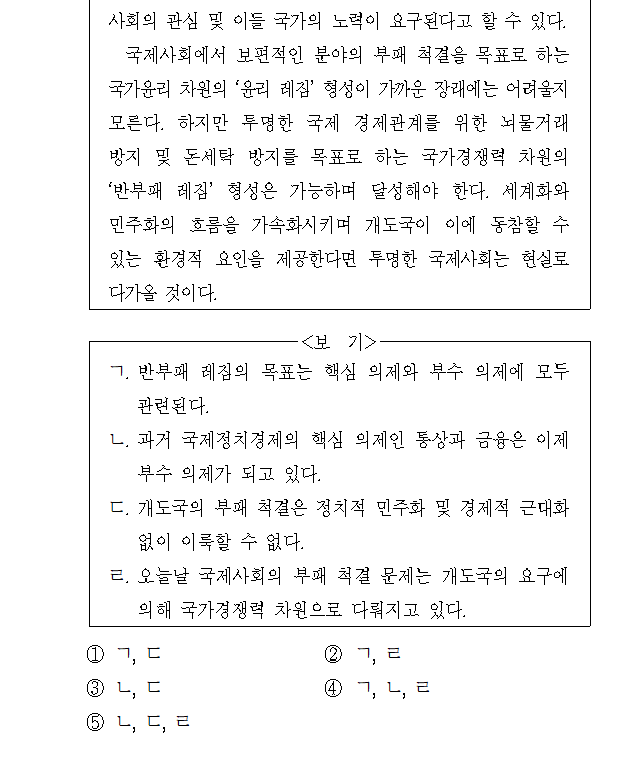 사회의 관심 및 이들 국가의 노력이 요구된다고 할 수 있다.
국제사회에서 보편적인 분야의 부패 척결을 목표로 하는
국가윤리 차원의 ‘윤리 레짐’ 형성이 가까운 장래에는 어려울지
모른다. 하지만 투명한 국제 경제관계를 위한 뇌물거래
방지 및 돈세탁 방지를 목표로 하는 국가경쟁력 차원의
‘반부패 레짐’ 형성은 가능하며 달성해야 한다. 세계화와
민주화의 흐름을 가속화시키며 개도국이 이에 동참할 수
있는 환경적 요인을 제공한다면 투명한 국제사회는 현실로
다가올 것이다.
<보 기>
ㄱ. 반부패 레짐의 목표는 핵심 의제와 부수 의제에 모두
관련된다.
ㄴ. 과거 국제정치경제의 핵심 의제인 통상과 금융은 이제
부수 의제가 되고 있다.
ㄷ. 개도국의 부패 척결은 정치적 민주화 및 경제적 근대화
없이 이룩할 수 없다.
ㄹ. 오늘날 국제사회의 부패 척결 문제는 개도국의 요구에
의해 국가경쟁력 차원으로 다뤄지고 있다.
① ㄱ, ㄷ ② ㄱ, ㄹ
③ ㄴ, ㄷ ④ ㄱ, ㄴ, ㄹ
⑤ ㄴ, ㄷ, ㄹ